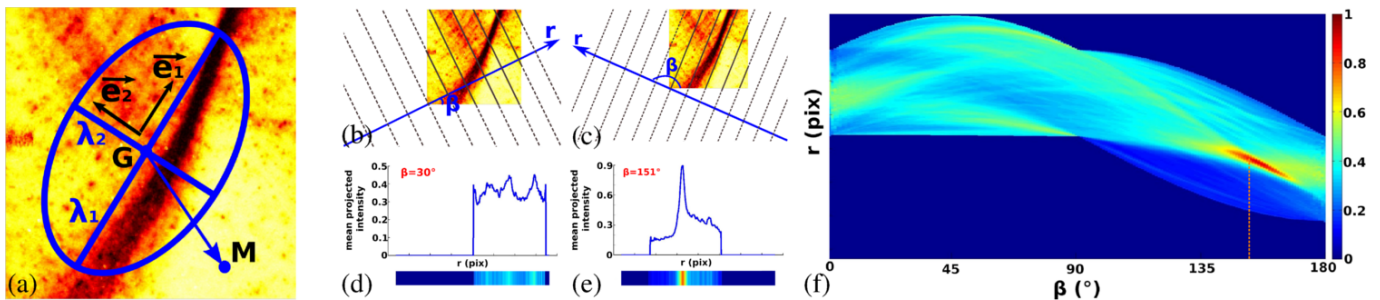 e₁
e₂
λ₂
G
λ₁
M
(a)
r
β
(b)
r
β
(c)
β=30°
mean projected
intensity
0.5
0.4
0.3
0.2
0.1
0
r (pix)
(d)
β=151°
mean projected
intensity
0.9
0.6
0.3
0
r (pix)
(e)
r (pix)
0
45
90
135
180
β (°)
1
0.8
0.6
0.4
0.2
0
(f)